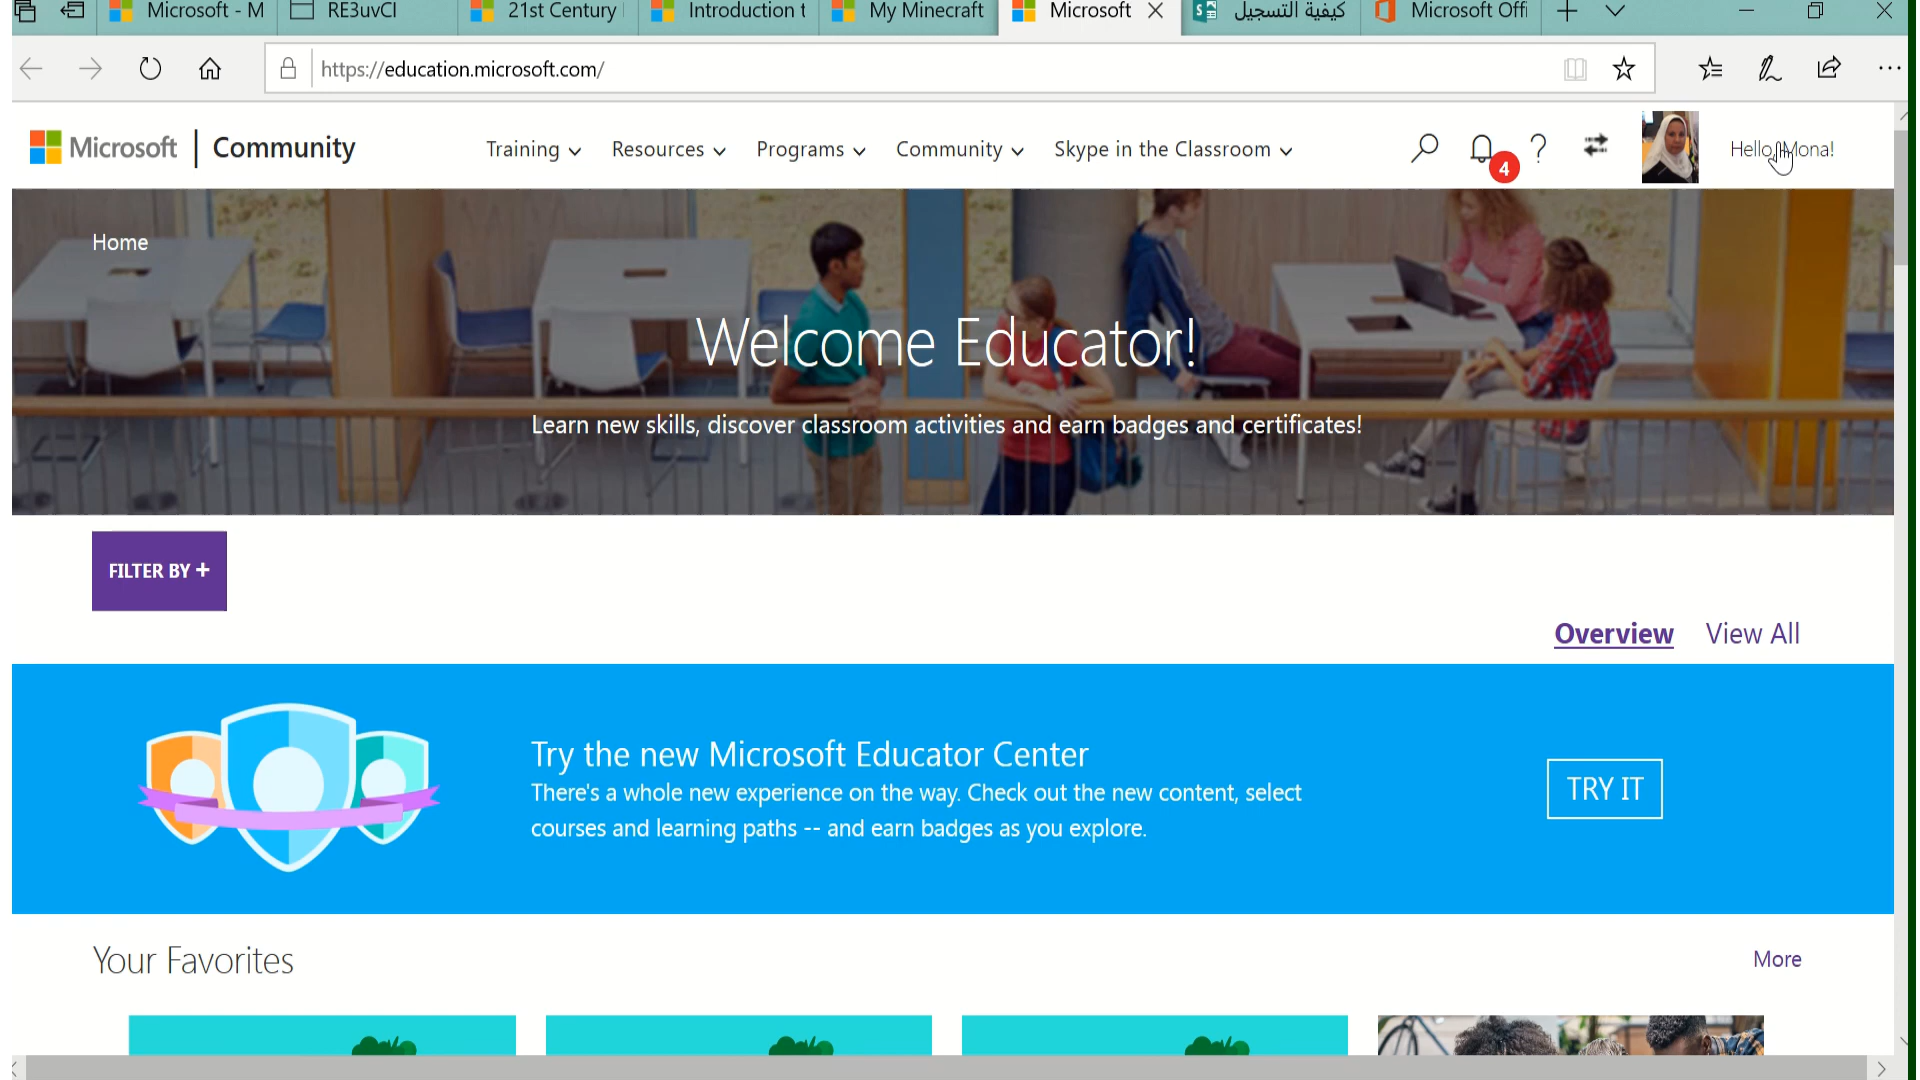 Microsoft - M
RE3uvCl
21st Century
Introduction t
My Minecraft
Microsoft
كيفية التسجيل
Microsoft Offi
https://education.microsoft.com/
Microsoft | Community
Training
Resources
Programs
Community
Skype in the Classroom
4
Hello, Mona!
Home
Welcome Educator!
Learn new skills, discover classroom activities and earn badges and certificates!
FILTER BY +
Overview
View All
Try the new Microsoft Educator Center
There's a whole new experience on the way. Check out the new content, select
courses and learning paths -- and earn badges as you explore.
TRY IT
Your Favorites
More